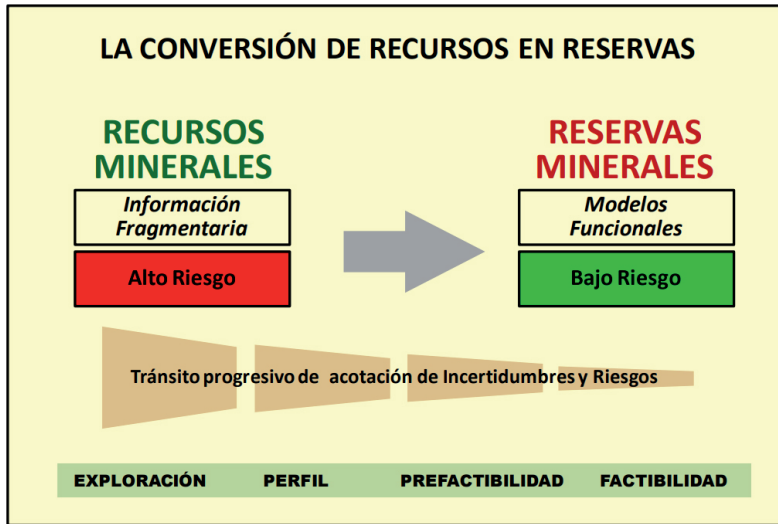 LA CONVERSIÓN DE RECURSOS EN RESERVAS
RECURSOS
MINERALES
Información
Fragmentaria
Alto Riesgo
RESERVAS
MINERALES
Modelos
Funcionales
Bajo Riesgo
Tránsito progresivo de acotación de Incertidumbres y Riesgos
EXPLORACIÓN PERFIL PREFACTIBILIDAD FACTIBILIDAD